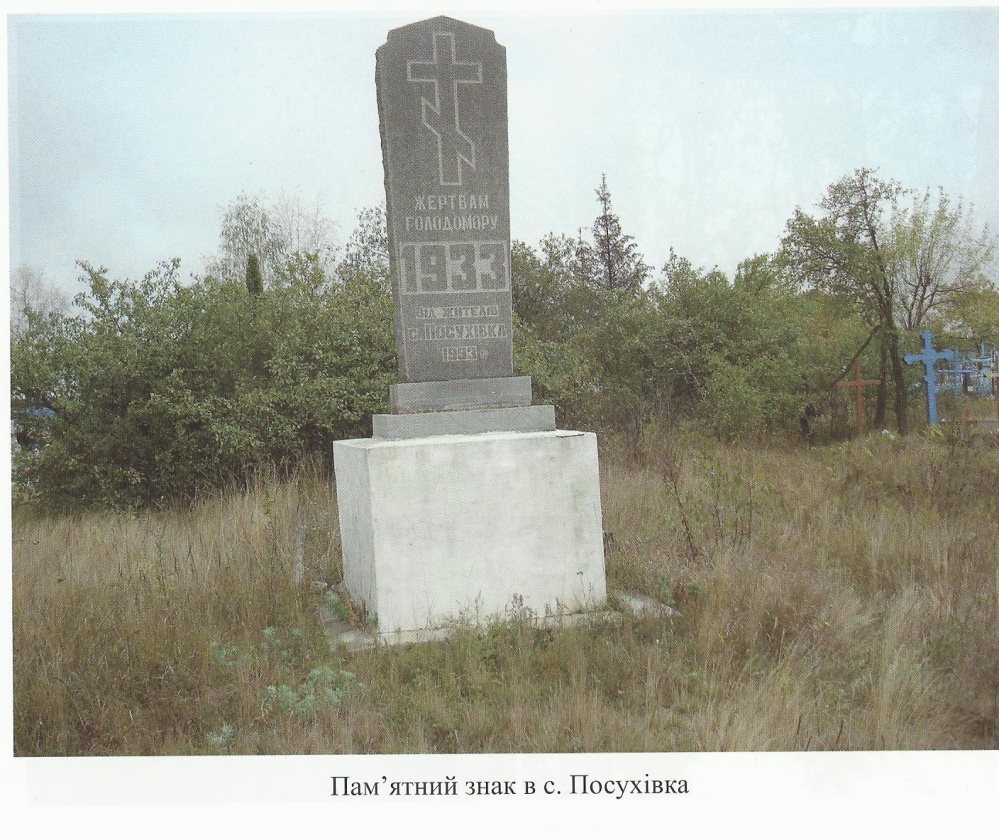 ЖЕРТВАМ
ГОЛОДОМОРУ
1933
ВІД ЖИТЕЛІВ
с. ПОСУХІВКА
1993 р
Пам’ятний знак в с. Посухівка